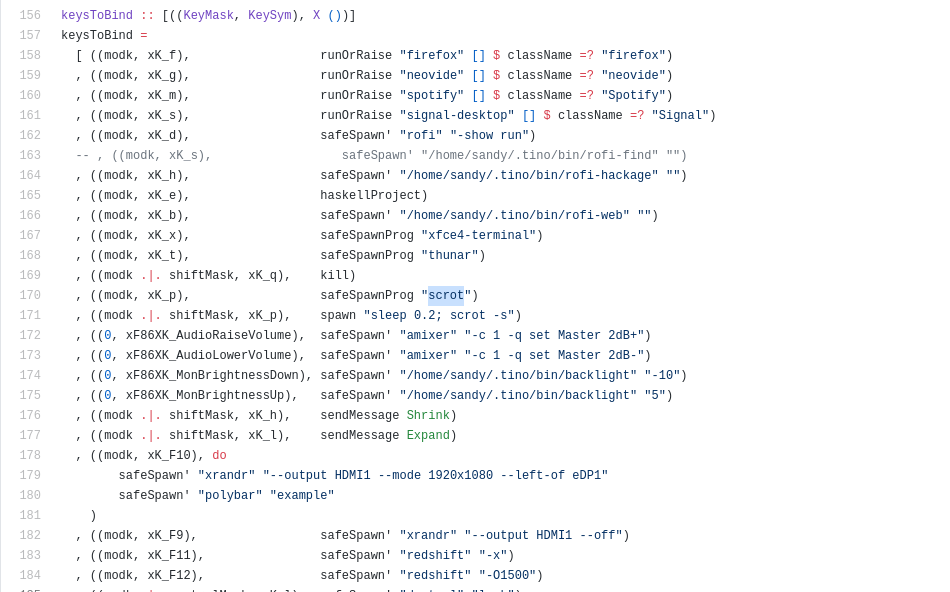 156 keysToBind :: [((KeyMask, KeySym), X ())]
157 keysToBind =
158   [ ((modk, xK_f),                  runOrRaise "firefox" [] $ className =? "firefox")
159   , ((modk, xK_g),                  runOrRaise "neovide" [] $ className =? "neovide")
160   , ((modk, xK_m),                  runOrRaise "spotify" [] $ className =? "Spotify")
161   , ((modk, xK_s),                  runOrRaise "signal-desktop" [] $ className =? "Signal")
162   , ((modk, xK_d),                  safeSpawn' "rofi" "-show run")
163   -- , ((modk, xK_s),                  safeSpawn' "/home/sandy/.tino/bin/rofi-find" "")
164   , ((modk, xK_h),                  safeSpawn' "/home/sandy/.tino/bin/rofi-hackage" "")
165   , ((modk, xK_e),                  haskellProject)
166   , ((modk, xK_b),                  safeSpawn' "/home/sandy/.tino/bin/rofi-web" "")
167   , ((modk, xK_x),                  safeSpawnProg "xfce4-terminal")
168   , ((modk, xK_t),                  safeSpawnProg "thunar")
169   , ((modk .|. shiftMask, xK_q),    kill)
170   , ((modk, xK_p),                  safeSpawnProg "scrot")
171   , ((modk .|. shiftMask, xK_p),    spawn "sleep 0.2; scrot -s")
172   , ((0, xF86XK_AudioRaiseVolume),  safeSpawn' "amixer" "-c 1 -q set Master 2dB+")
173   , ((0, xF86XK_AudioLowerVolume),  safeSpawn' "amixer" "-c 1 -q set Master 2dB-")
174   , ((0, xF86XK_MonBrightnessDown), safeSpawn' "/home/sandy/.tino/bin/backlight" "-10")
175   , ((0, xF86XK_MonBrightnessUp),   safeSpawn' "/home/sandy/.tino/bin/backlight" "5")
176   , ((modk .|. shiftMask, xK_h),    sendMessage Shrink)
177   , ((modk .|. shiftMask, xK_l),    sendMessage Expand)
178   , ((modk, xK_F10), do
179         safeSpawn' "xrandr" "--output HDMI1 --mode 1920x1080 --left-of eDP1"
180         safeSpawn' "polybar" "example"
181     )
182   , ((modk, xK_F9),                 safeSpawn' "xrandr" "--output HDMI1 --off")
183   , ((modk, xK_F11),                safeSpawn' "redshift" "-x")
184   , ((modk, xK_F12),                safeSpawn' "redshift" "-O1500")